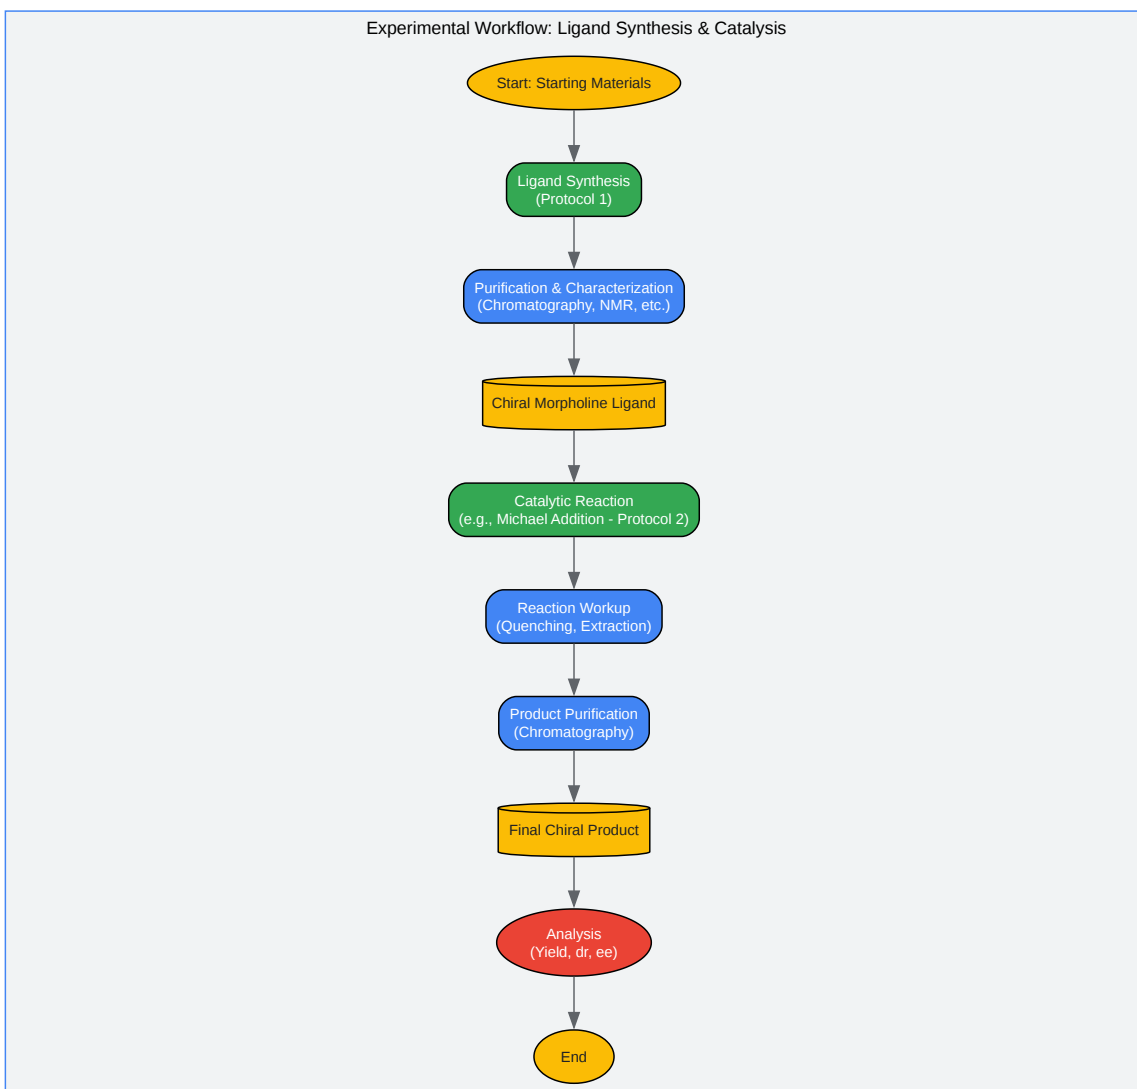 Experimental Workflow: Ligand Synthesis & Catalysis
Start: Starting Materials
Ligand Synthesis
(Protocol 1)
Purification & Characterization
(Chromatography, NMR, etc.)
Chiral Morpholine Ligand
Catalytic Reaction
(e.g., Michael Addition - Protocol 2)
Reaction Workup
(Quenching, Extraction)
Product Purification
(Chromatography)
Final Chiral Product
Analysis
(Yield, dr, ee)
End